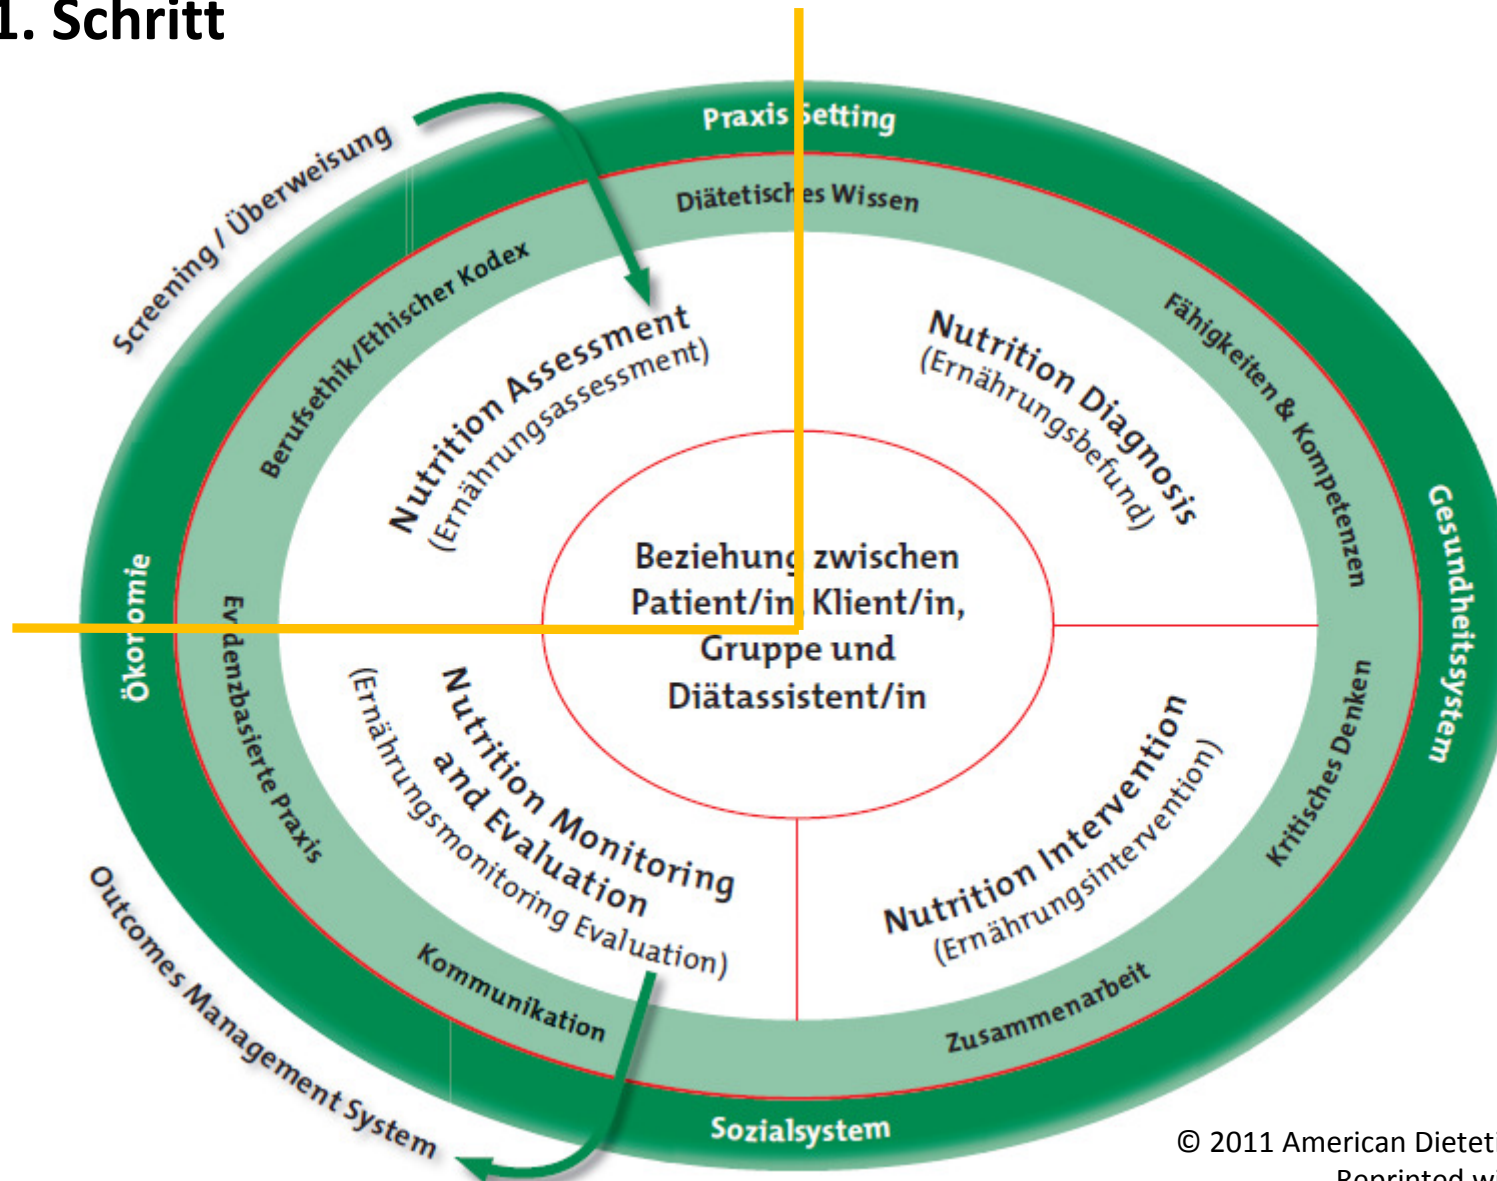 1. Schritt
Praxis Setting
Diätetisches Wissen
Screening / Überweisung
Berufsethik/Ethischer Kodex
Nutrition Assessment
(Ernährungsassessment)
Nutrition Diagnosis
(Ernährungsbefund)
Fähigkeiten & Kompetenzen
Gesundheitssystem
Ökonomie
Evidenzbasierte Praxis
Beziehung zwischen
Patient/in, Klient/in,
Gruppe und
Diätassistent/in
Nutrition Monitoring
and Evaluation
(Ernährungsmonitoring Evaluation)
Nutrition Intervention
(Ernährungsintervention)
Kritisches Denken
Outcomes Management System
Kommunikation
Zusammenarbeit
Sozialsystem
© 2011 American
Reprinted